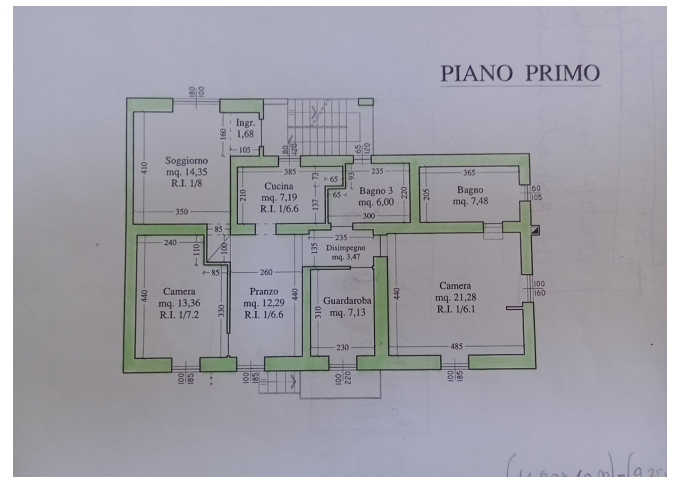 PIANO PRIMO
180
100
Ingr.
1,68
160
105
410
Soggiorno
mq. 14,35
R.I. 1/8
350
80
120
385
Cucina
mq. 7,19
R.I. 1/6.6
210
73
137
65
65
65
120
93
235
Bagno 3
mq. 6,00
220
300
365
Bagno
mq. 7,48
205
60
105
85
240
110
100
85
Camera
mq. 13,36
R.I. 1/7.2
440
330
260
Pranzo
mq. 12,29
R.I. 1/6.6
440
235
135
Disimpegno
mq. 3,47
Guardaroba
mq. 7,13
310
230
Camera
mq. 21,28
R.I. 1/6.1
440
485
100
160
100
185
100
185
100
220
100
185